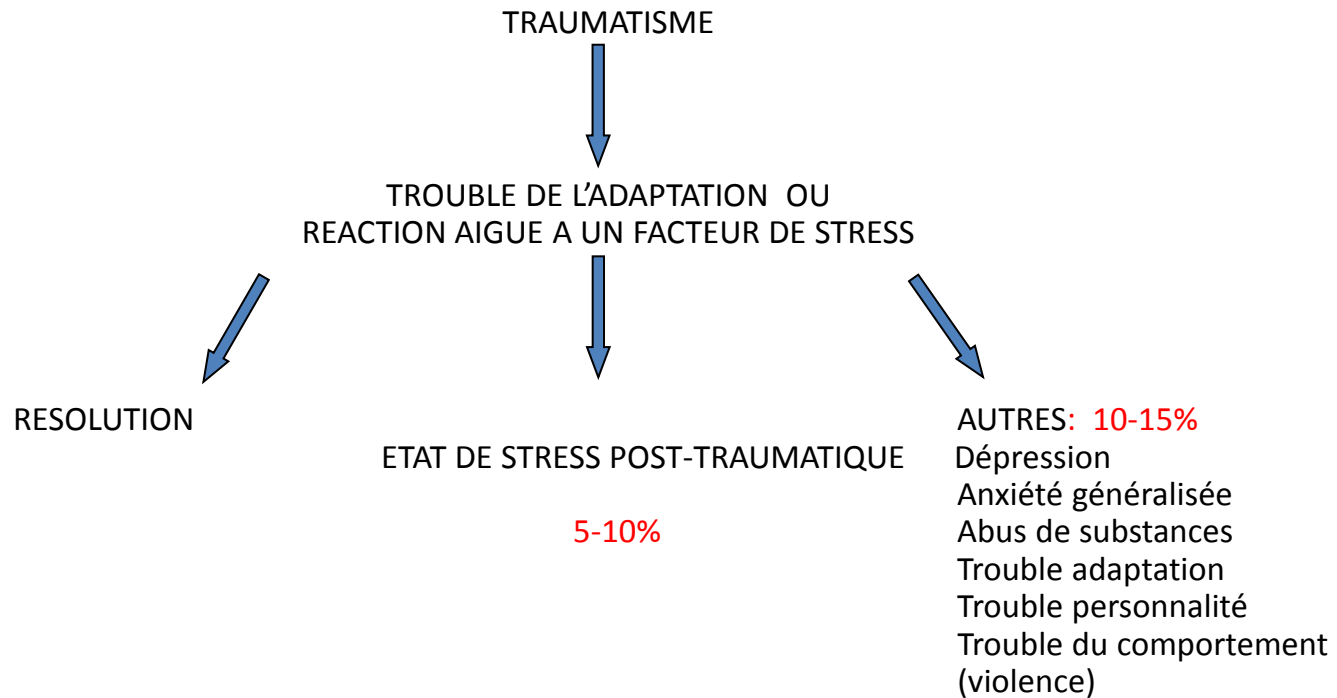 TRAUMATISME
TROUBLE DE L'ADAPTATION OU
REACTION AIGUE A UN FACTEUR DE STRESS
RESOLUTION
ETAT DE STRESS POST-TRAUMATIQUE
5-10%
AUTRES: 10-15%
Dépression
Anxiété généralisée
Abus de substances
Trouble adaptation
Trouble personnalité
Trouble du comportement
(violence)